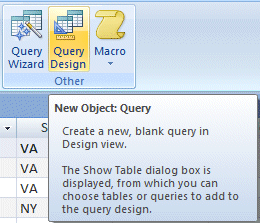 Query
Wizard
Query
Design
Macro
Other
S
VA
VA
VA
NY
New Object: Query
Create a new, blank query in
Design view.
The Show Table dialog box is
displayed, from which you can
choose tables or queries to add to
the query design.